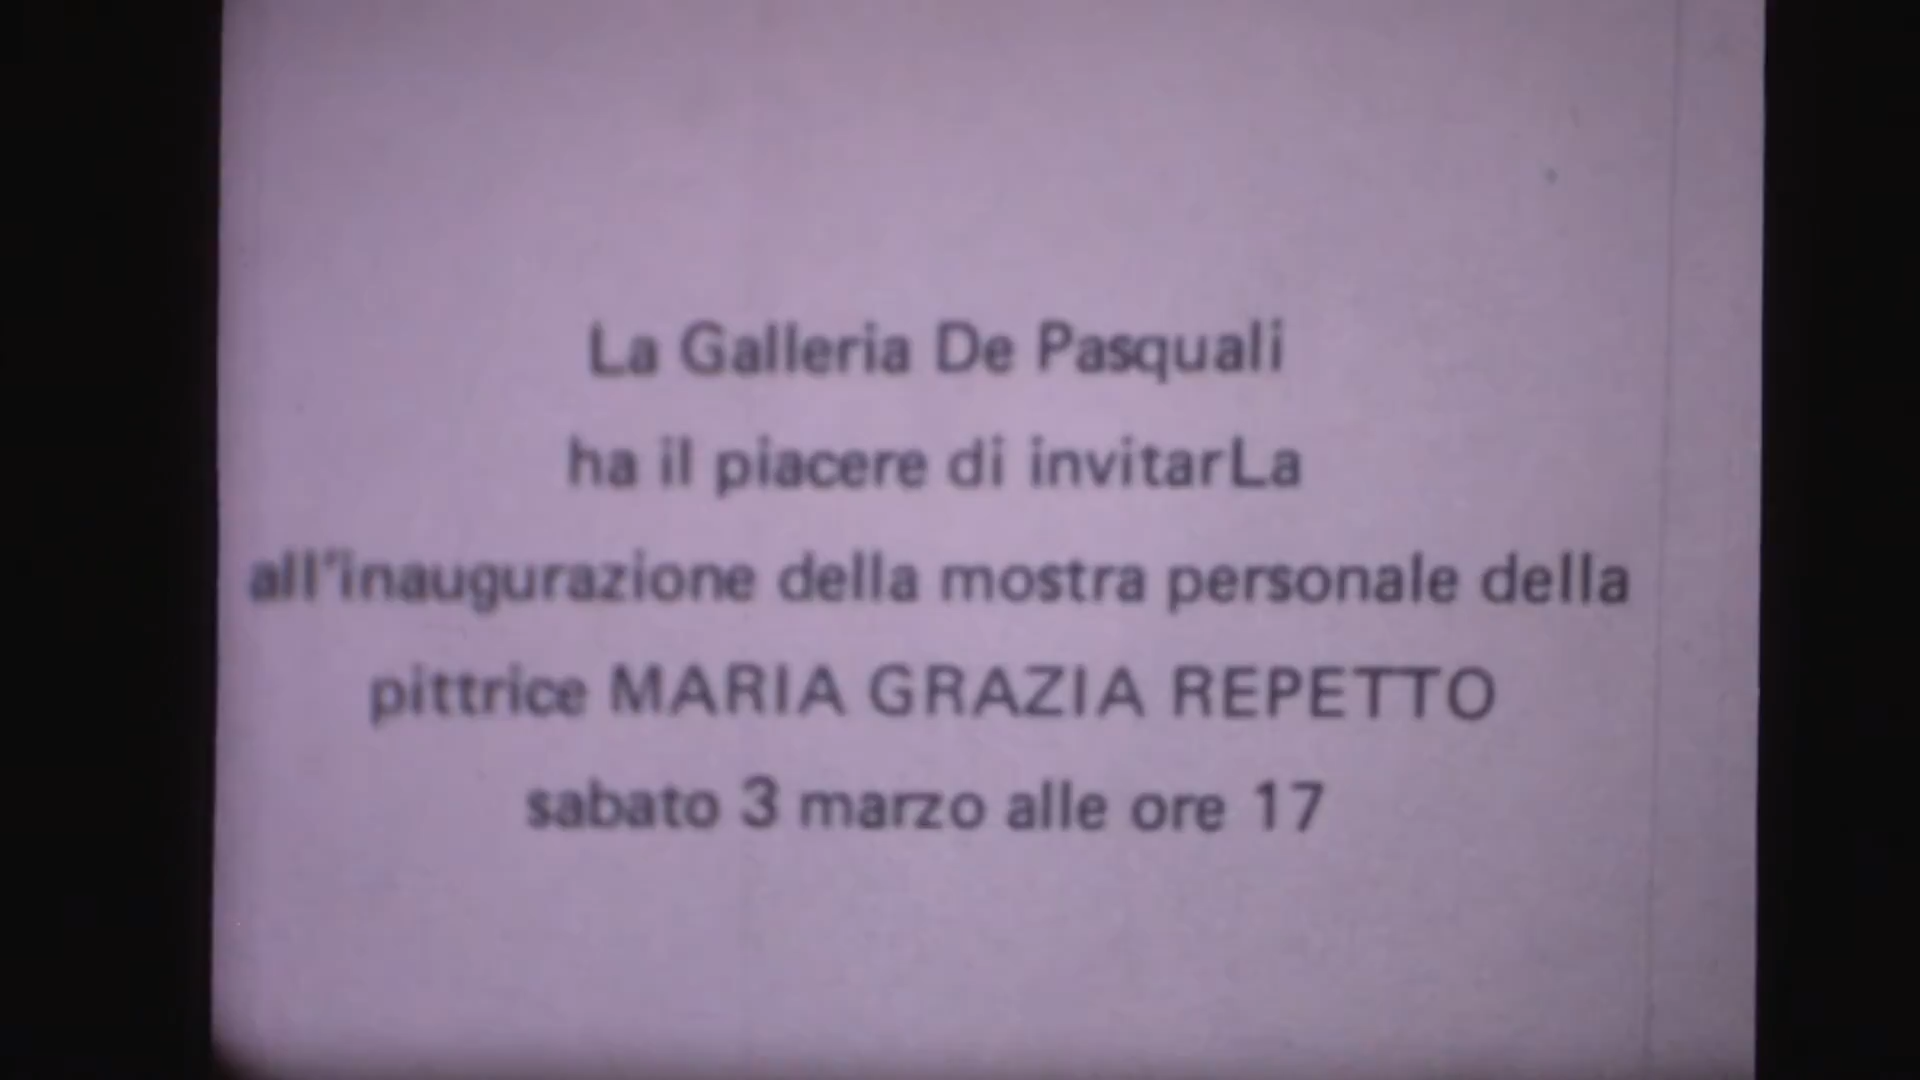 La Galleria De Pasquali
ha il piacere di invitarLa
all'inaugurazione della mostra personale della
pittrice MARIA GRAZIA REPETTO
sabato 3 marzo alle ore 17